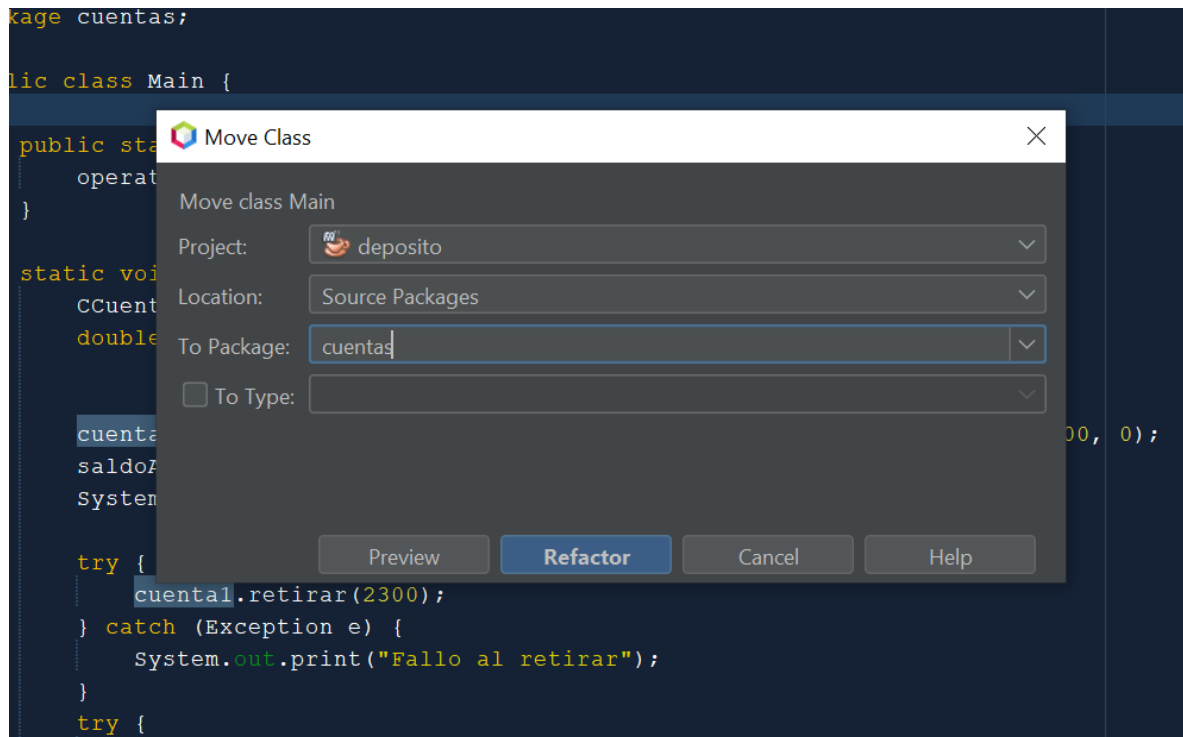 kage cuentas;
lic class Main {
Move Class
public sta
operat
}
Move class Main
Project: deposito
static voi
Location: Source Packages
CCuent
double
To Package: cuentas
To Type:
cuenta 00, 0);
saldoA
System
Preview Refactor Cancel Help
try {
cuenta1.retirar(2300);
} catch (Exception e) {
System.out.print("Fallo al retirar");
}
try {